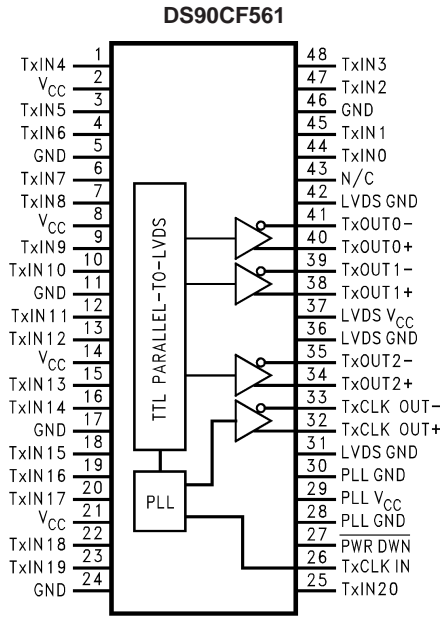 DS90CF561
TxIN4 1 48 TxIN3
VCC 2 47 TxIN2
TxIN5 3 46 GND
TxIN6 4 45 TxIN1
GND 5 44 TxIN0
TxIN7 6 43 N/C
TxIN8 7 42 LVDS GND
VCC 8 41 TxOUT0-
TxIN9 9 40 TxOUT0+
TxIN10 10 39 TxOUT1-
GND 11 38 TxOUT1+
TxIN11 12 37 LVDS VCC
TxIN12 13 36 LVDS GND
VCC 14 35 TxOUT2-
TxIN13 15 34 TxOUT2+
TxIN14 16 33 TxCLK OUT-
GND 17 32 TxCLK OUT+
TxIN15 18 31 LVDS GND
TxIN16 19 30 PLL GND
TxIN17 20 29 PLL VCC
VCC 21 28 PLL GND
TxIN18 22 27 PWR DWN
TxIN19 23 26 TxCLK IN
GND 24 25 TxIN20
TTL PARALLEL-TO-LVDS
PLL